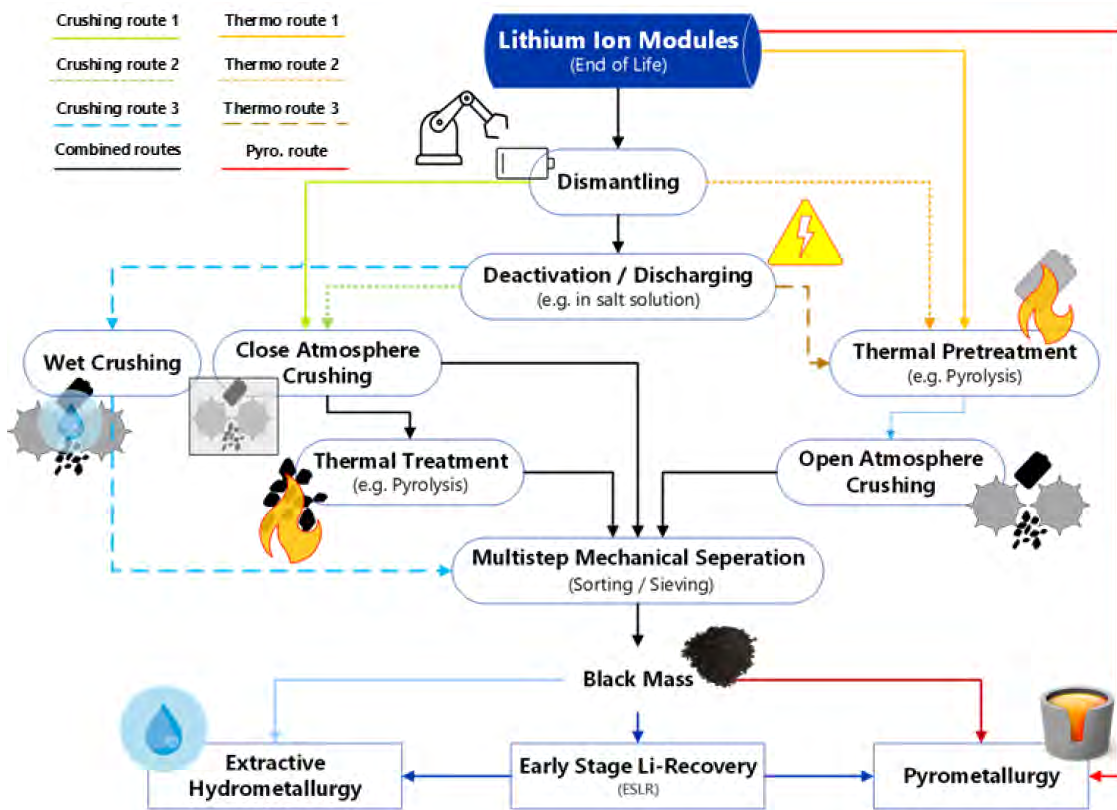 Crushing route 1
Thermo route 1
Crushing route 2
Thermo route 2
Crushing route 3
Thermo route 3
Combined routes
Pyro. route
Lithium Ion Modules
(End of Life)
Dismantling
Deactivation / Discharging
(e.g. in salt solution)
Wet Crushing
Close Atmosphere
Crushing
Thermal Pretreatment
(e.g. Pyrolysis)
Thermal Treatment
(e.g. Pyrolysis)
Open Atmosphere
Crushing
Multistep Mechanical Seperation
(Sorting / Sieving)
Black Mass
Extractive
Hydrometallurgy
Early Stage Li-Recovery
(ESLR)
Pyrometallurgy